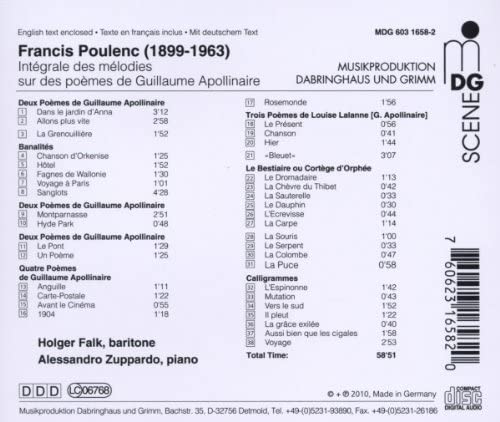 English text enclosed • Texte en français inclus • Mit deutschem Text
MDG 603 1658-2
Francis Poulenc (1899-1963)
Intégrale des mélodies
sur des poèmes de Guillaume Apollinaire
MUSIKPRODUKTION
DABRINGHAUS UND GRIMM
MDG
SCENE
Deux Poèmes de Guillaume Apollinaire
1 Dans le jardin d'Anna 3'12
2 Allons plus vite 2'58
3 La Grenouillère 1'52
Banalités
4 Chanson d'Orkenise 1'25
5 Hôtel 1'52
6 Fagnes de Wallonie 1'30
7 Voyage à Paris 1'01
8 Sanglots 4'28
Deux Poèmes de Guillaume Apollinaire
9 Montparnasse 2'51
10 Hyde Park 0'48
Deux Poèmes de Guillaume Apollinaire
11 Le Pont 1'29
12 Un Poème 1'25
Quatre Poèmes
de Guillaume Apollinaire
13 Anguille 1'11
14 Carte-Postale 1'22
15 Avant le Cinéma 0'55
16 1904 1'18
17 Rosemonde 1'56
Trois Poèmes de Louise Lalanne [G. Apollinaire]
18 Le Présent 0'56
19 Chanson 0'41
20 Hier 1'44
21 «Bleuet» 3'07
Le Bestiaire ou Cortège d'Orphée
22 Le Dromadaire 1'13
23 La Chèvre du Thibet 0'42
24 La Sauterelle 0'33
25 Le Dauphin 0'30
26 L'Ecrevisse 0'44
27 La Carpe 1'14
28 La Souris 1'00
29 Le Serpent 0'33
30 La Colombe 0'47
31 La Puce 0'58
Calligrammes
32 L'Espionne 1'42
33 Mutation 0'43
34 Vers le sud 1'52
35 Il pleut 1'22
36 La grâce exilée 0'40
37 Aussi bien que les cigales 1'58
38 Voyage 2'53
Total Time: 58'51
Holger Falk, baritone
Alessandro Zuppardo, piano
7 60623 16582 0
DDD
LC 06768
℗ + © 2010, Made in Germany
COMPACT
disc
DIGITAL AUDIO
Musikproduktion Dabringhaus und Grimm, Bachstr. 35, D-32756 Detmold, Tel. +49-(0)5231-93890, Fax +49-(0)5231-26186